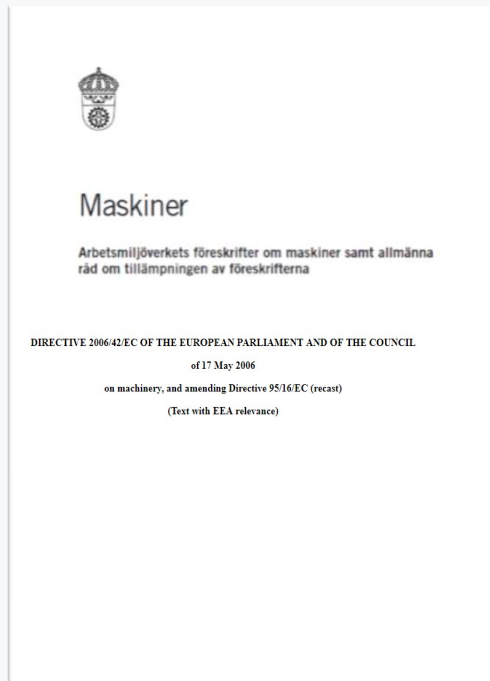 Maskiner
Arbetsmiljöverkets föreskrifter om maskiner samt allmänna
råd om tillämpningen av föreskrifterna
DIRECTIVE 2006/42/EC OF THE EUROPEAN PARLIAMENT AND OF THE COUNCIL
of 17 May 2006
on machinery, and amending Directive 95/16/EC (recast)
(Text with EEA relevance)